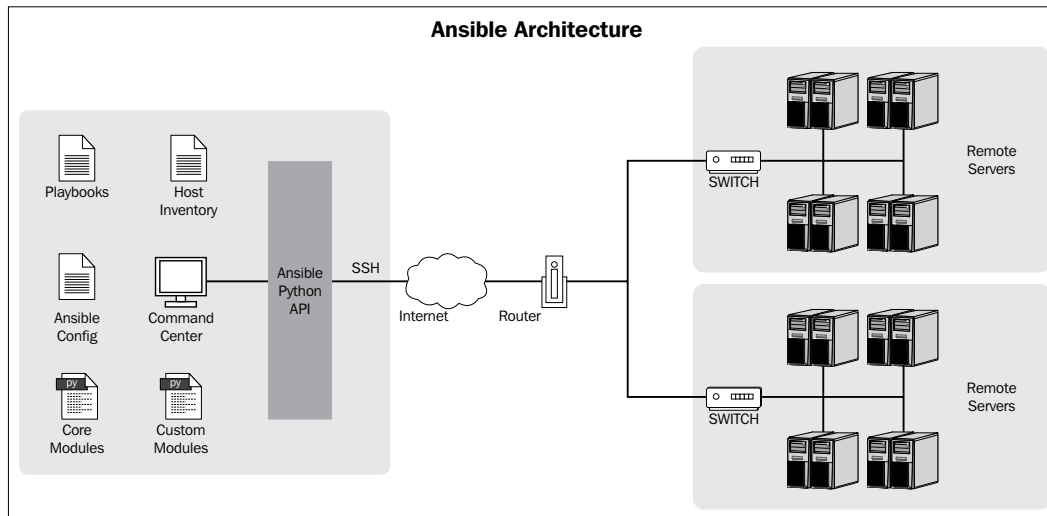 Ansible Architecture
Playbooks
Host
Inventory
Ansible
Config
Command
Center
Ansible
Python
API
SSH
Internet
Router
py
Core
Modules
py
Custom
Modules
SWITCH
Remote
Servers
SWITCH
Remote
Servers